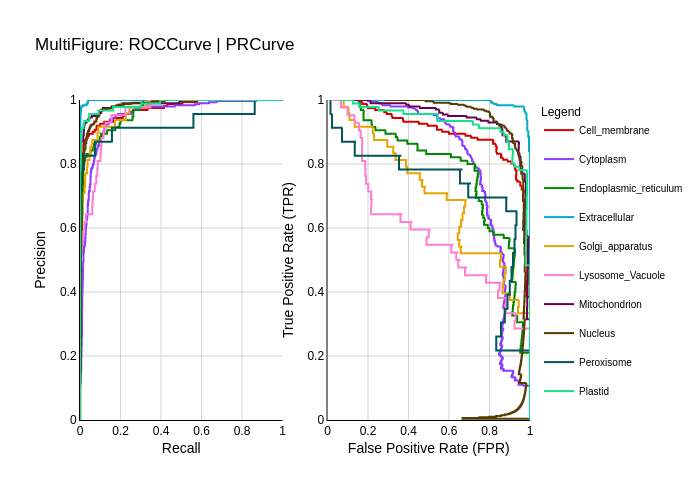 MultiFigure: ROCCurve | PRCurve
Precision
1
0.8
0.6
0.4
0.2
0
0 0.2 0.4 0.6 0.8 1
Recall
True Positive Rate (TPR)
1
0.8
0.6
0.4
0.2
0
0 0.2 0.4 0.6 0.8 1
False Positive Rate (FPR)
Legend
Cell_membrane
Cytoplasm
Endoplasmic_reticulum
Extracellular
Golgi_apparatus
Lysosome_Vacuole
Mitochondrion
Nucleus
Peroxisome
Plastid